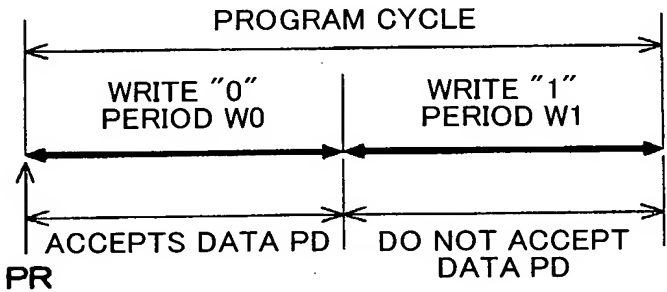 PROGRAM CYCLE
WRITE "0"
PERIOD W0
WRITE "1"
PERIOD W1
ACCEPTS DATA PD
DO NOT ACCEPT
DATA PD
PR